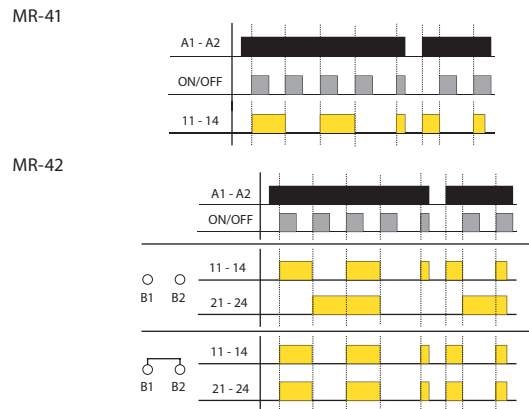 MR-41
A1 - A2
ON/OFF
11 - 14
MR-42
A1 - A2
ON/OFF
11 - 14
B1 B2
21 - 24
11 - 14
B1 B2
21 - 24